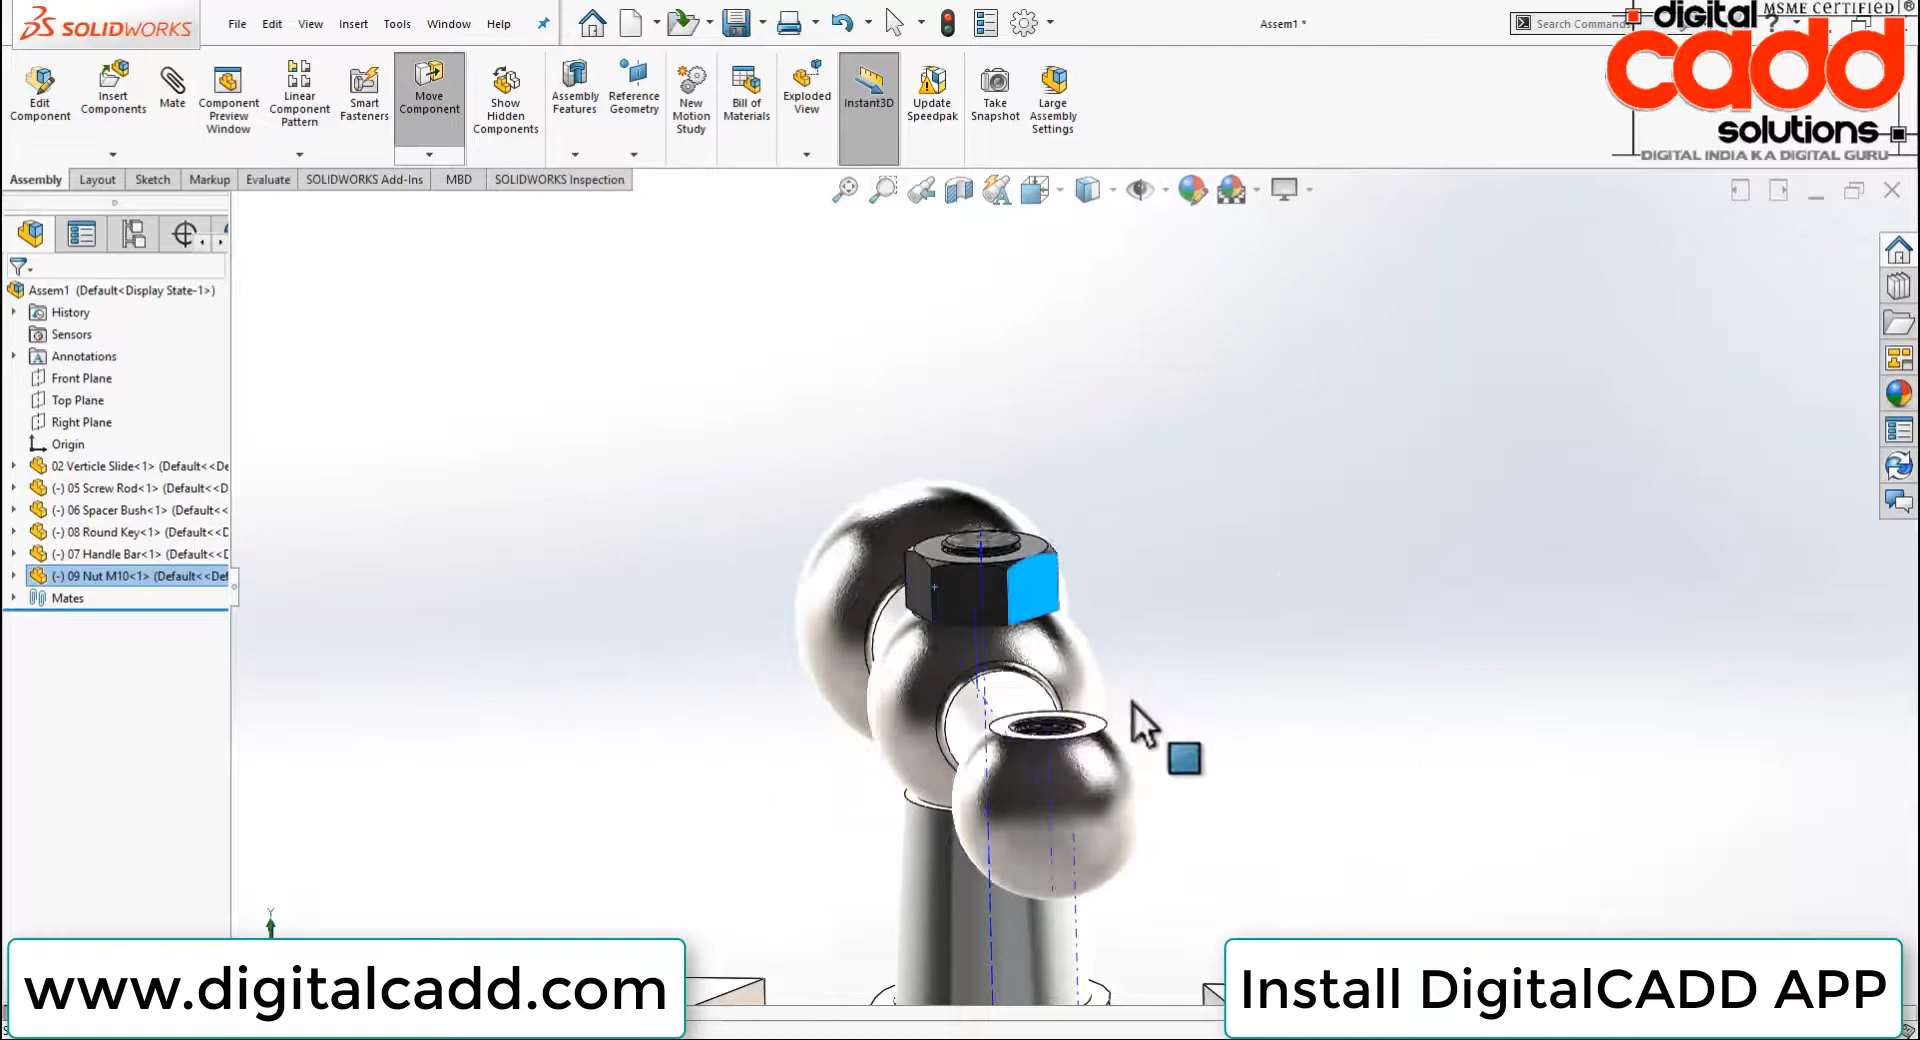 SOLIDWORKS
File Edit View Insert Tools Window Help
Assem1 *
Search Comman
digital
MSME CERTIFIED
cadd
solutions
DIGITAL INDIA KA DIGITAL GURU
Edit Component
Insert Components
Mate
Component Preview Window
Linear Component Pattern
Smart Fasteners
Move Component
Show Hidden Components
Assembly Features
Reference Geometry
New Motion Study
Bill of Materials
Exploded View
Instant3D
Update Speedpak
Take Snapshot
Large Assembly Settings
Assembly Layout Sketch Markup Evaluate SOLIDWORKS Add-Ins MBD SOLIDWORKS Inspection
Assem1 (Default<Display State-1>)
History
Sensors
Annotations
Front Plane
Top Plane
Right Plane
Origin
02 Verticle Slide<1> (Default<<De
(-) 05 Screw Rod<1> (Default<<D
(-) 06 Spacer Bush<1> (Default<<
(-) 08 Round Key<1> (Default<<D
(-) 07 Handle Bar<1> (Default<<D
(-) 09 Nut M10<1> (Default<<Def
Mates
Y
www.digitalcadd.com
Install DigitalCADD APP